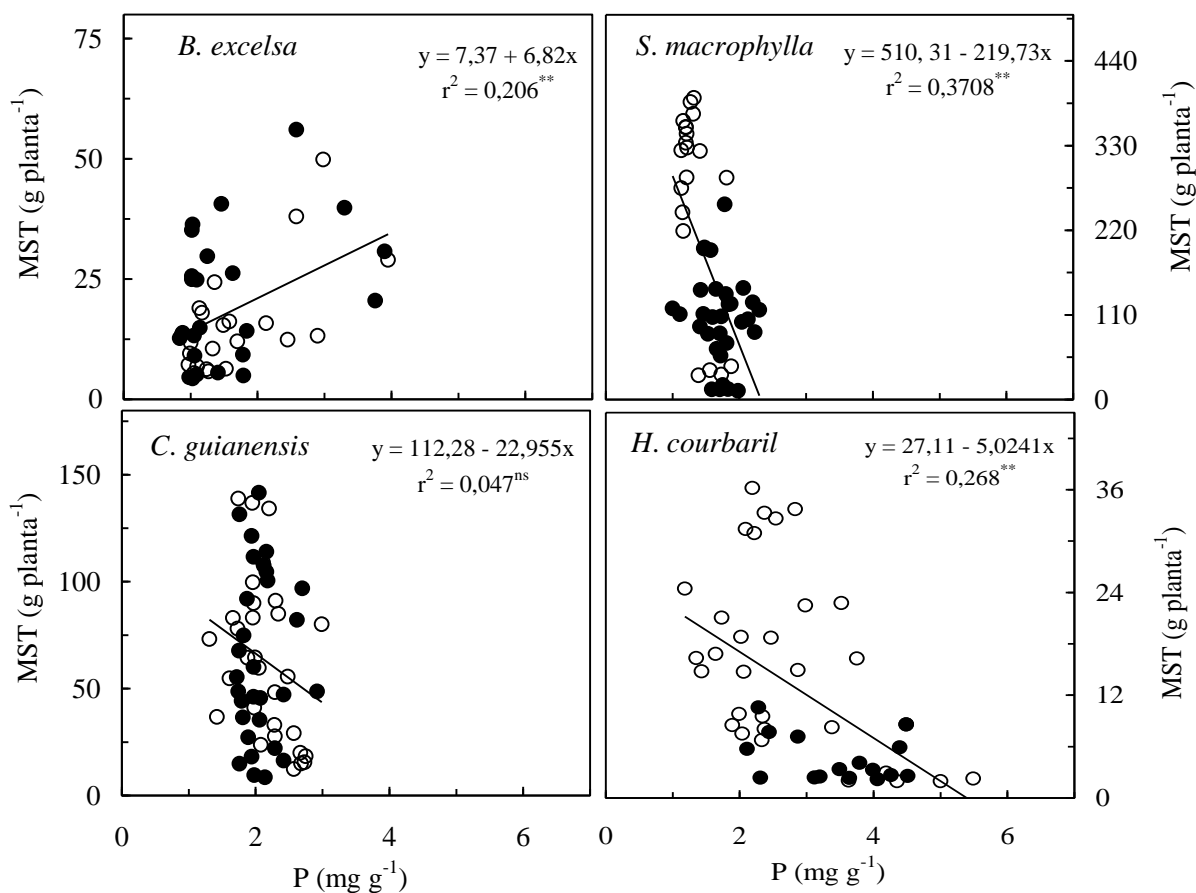 B. excelsa
y = 7,37 + 6,82x
r² = 0,206**
75
50
25
0
MST (g planta⁻¹)
S. macrophylla
y = 510, 31 - 219,73x
r² = 0,3708**
440
330
220
110
0
MST (g planta⁻¹)
C. guianensis
y = 112,28 - 22,955x
r² = 0,047ⁿˢ
150
100
50
0
MST (g planta⁻¹)
H. courbaril
y = 27,11 - 5,0241x
r² = 0,268**
36
24
12
0
MST (g planta⁻¹)
0 2 4 6
P (mg g⁻¹)
2 4 6
P (mg g⁻¹)